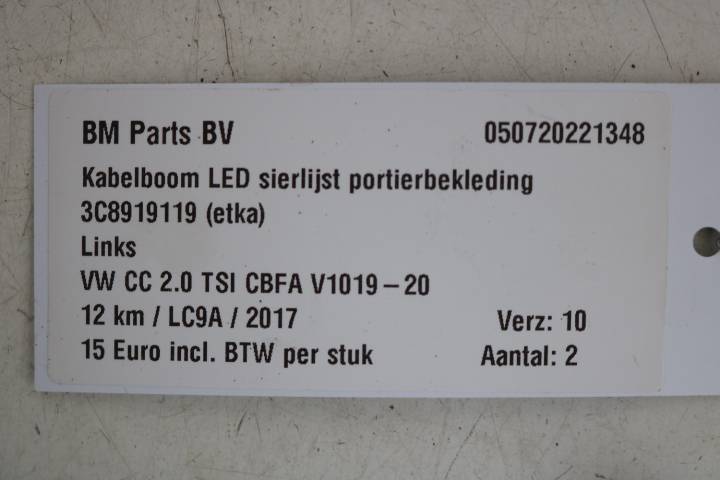 BM Parts BV 050720221348
Kabelboom LED sierlijst portierbekleding
3C8919119 (etka)
Links
VW CC 2.0 TSI CBFA V1019-20
12 km / LC9A / 2017 Verz: 10
15 Euro incl. BTW per stuk Aantal: 2